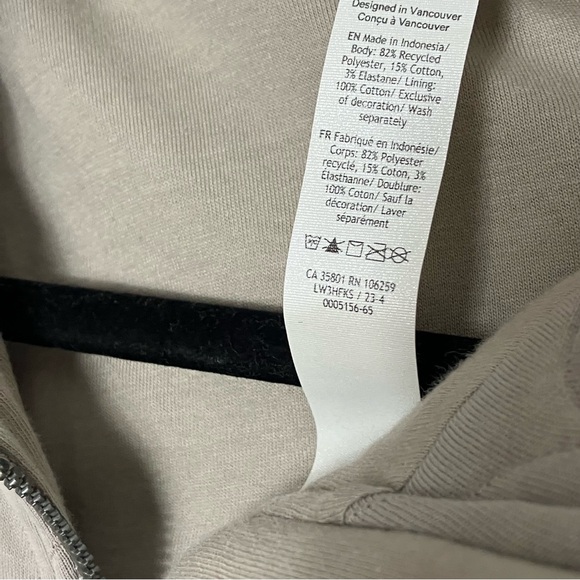 Designed in Vancouver
Conçu à Vancouver
EN Made in Indonesia/
Body: 82% Recycled
Polyester, 15% Cotton,
3% Elastane/ Lining:
100% Cotton/ Exclusive
of decoration/ Wash
separately
FR Fabriqué en Indonésie/
Corps: 82% Polyester
recyclé, 15% Coton, 3%
Élasthanne/ Doublure:
100% Coton/ Sauf la
décoration/ Laver
séparément
CA 35801 RN 106259
LW3HFKS / 23-4
0005156-65